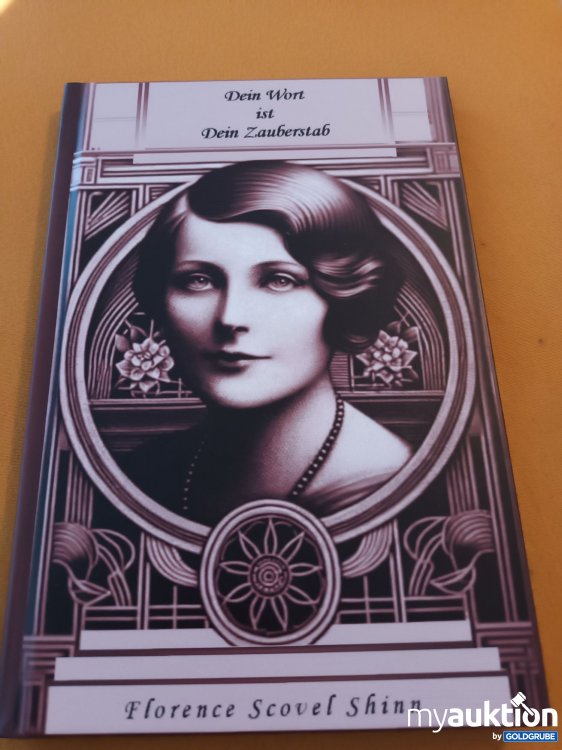 Dein Wort
ist
Dein Zauberstab
Florence Scovel Shinn
myauktion
by GOLDGRUBE